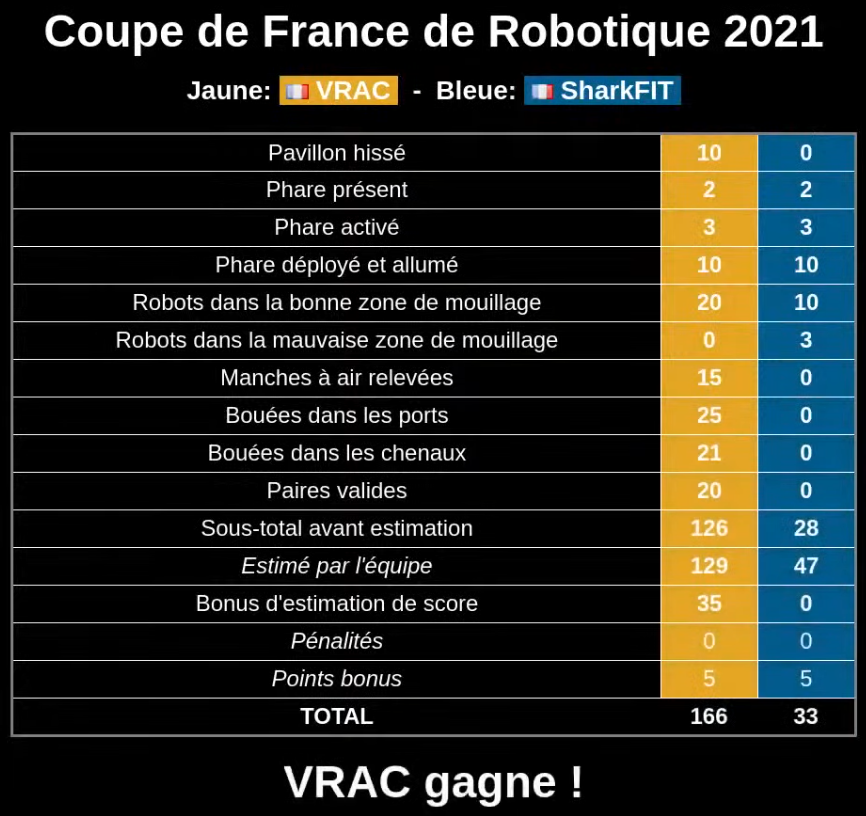 Coupe de France de Robotique 2021
Jaune: VRAC - Bleue: SharkFIT
Pavillon hissé 10 0
Phare présent 2 2
Phare activé 3 3
Phare déployé et allumé 10 10
Robots dans la bonne zone de mouillage 20 10
Robots dans la mauvaise zone de mouillage 0 3
Manches à air relevées 15 0
Bouées dans les ports 25 0
Bouées dans les chenaux 21 0
Paires valides 20 0
Sous-total avant estimation 126 28
Estimé par l'équipe 129 47
Bonus d'estimation de score 35 0
Pénalités 0 0
Points bonus 5 5
TOTAL 166 33
VRAC gagne !